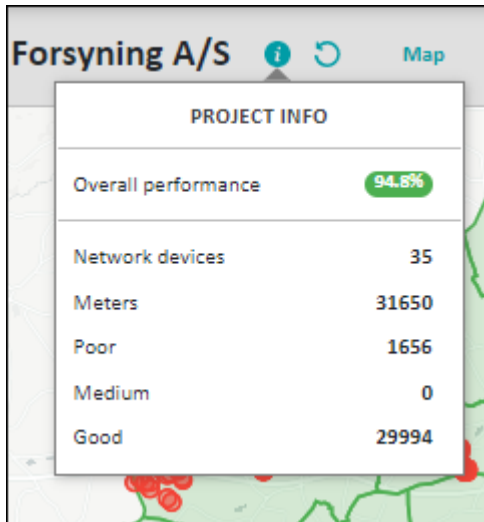 Forsyning A/S i Map
PROJECT INFO
Overall performance 94.8%
Network devices 35
Meters 31650
Poor 1656
Medium 0
Good 29994